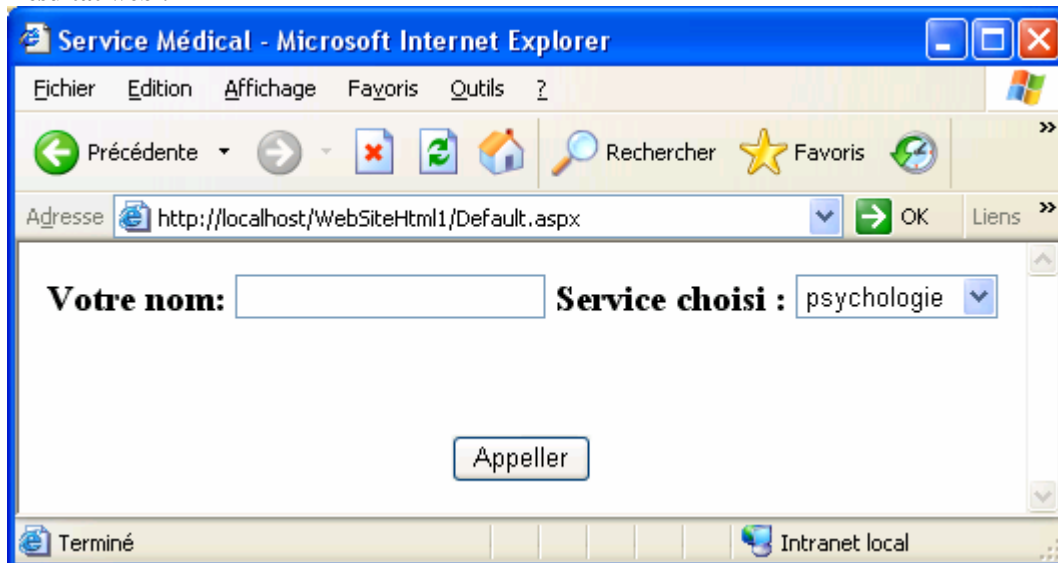 Service Médical - Microsoft Internet Explorer
Fichier Edition Affichage Favoris Outils ?
Précédente Rechercher Favoris »
Adresse http://localhost/WebSiteHtml1/Default.aspx OK Liens »
Votre nom: Service choisi : psychologie
Appeller
Terminé Intranet local